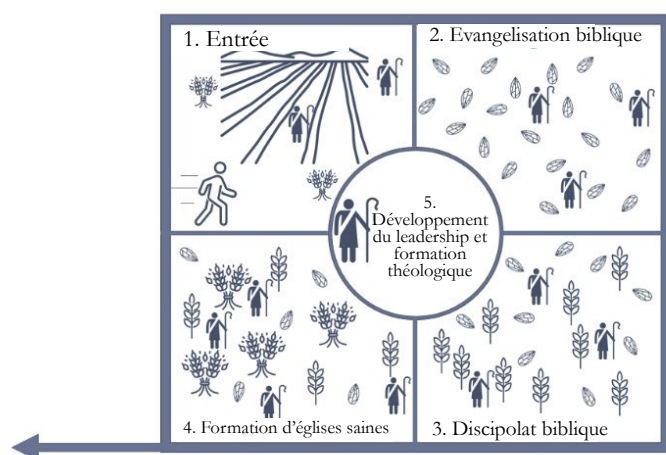 1. Entrée
2. Evangelisation biblique
5.
Développement
du leadership et
formation
théologique
4. Formation d'églises saines
3. Discipolat biblique